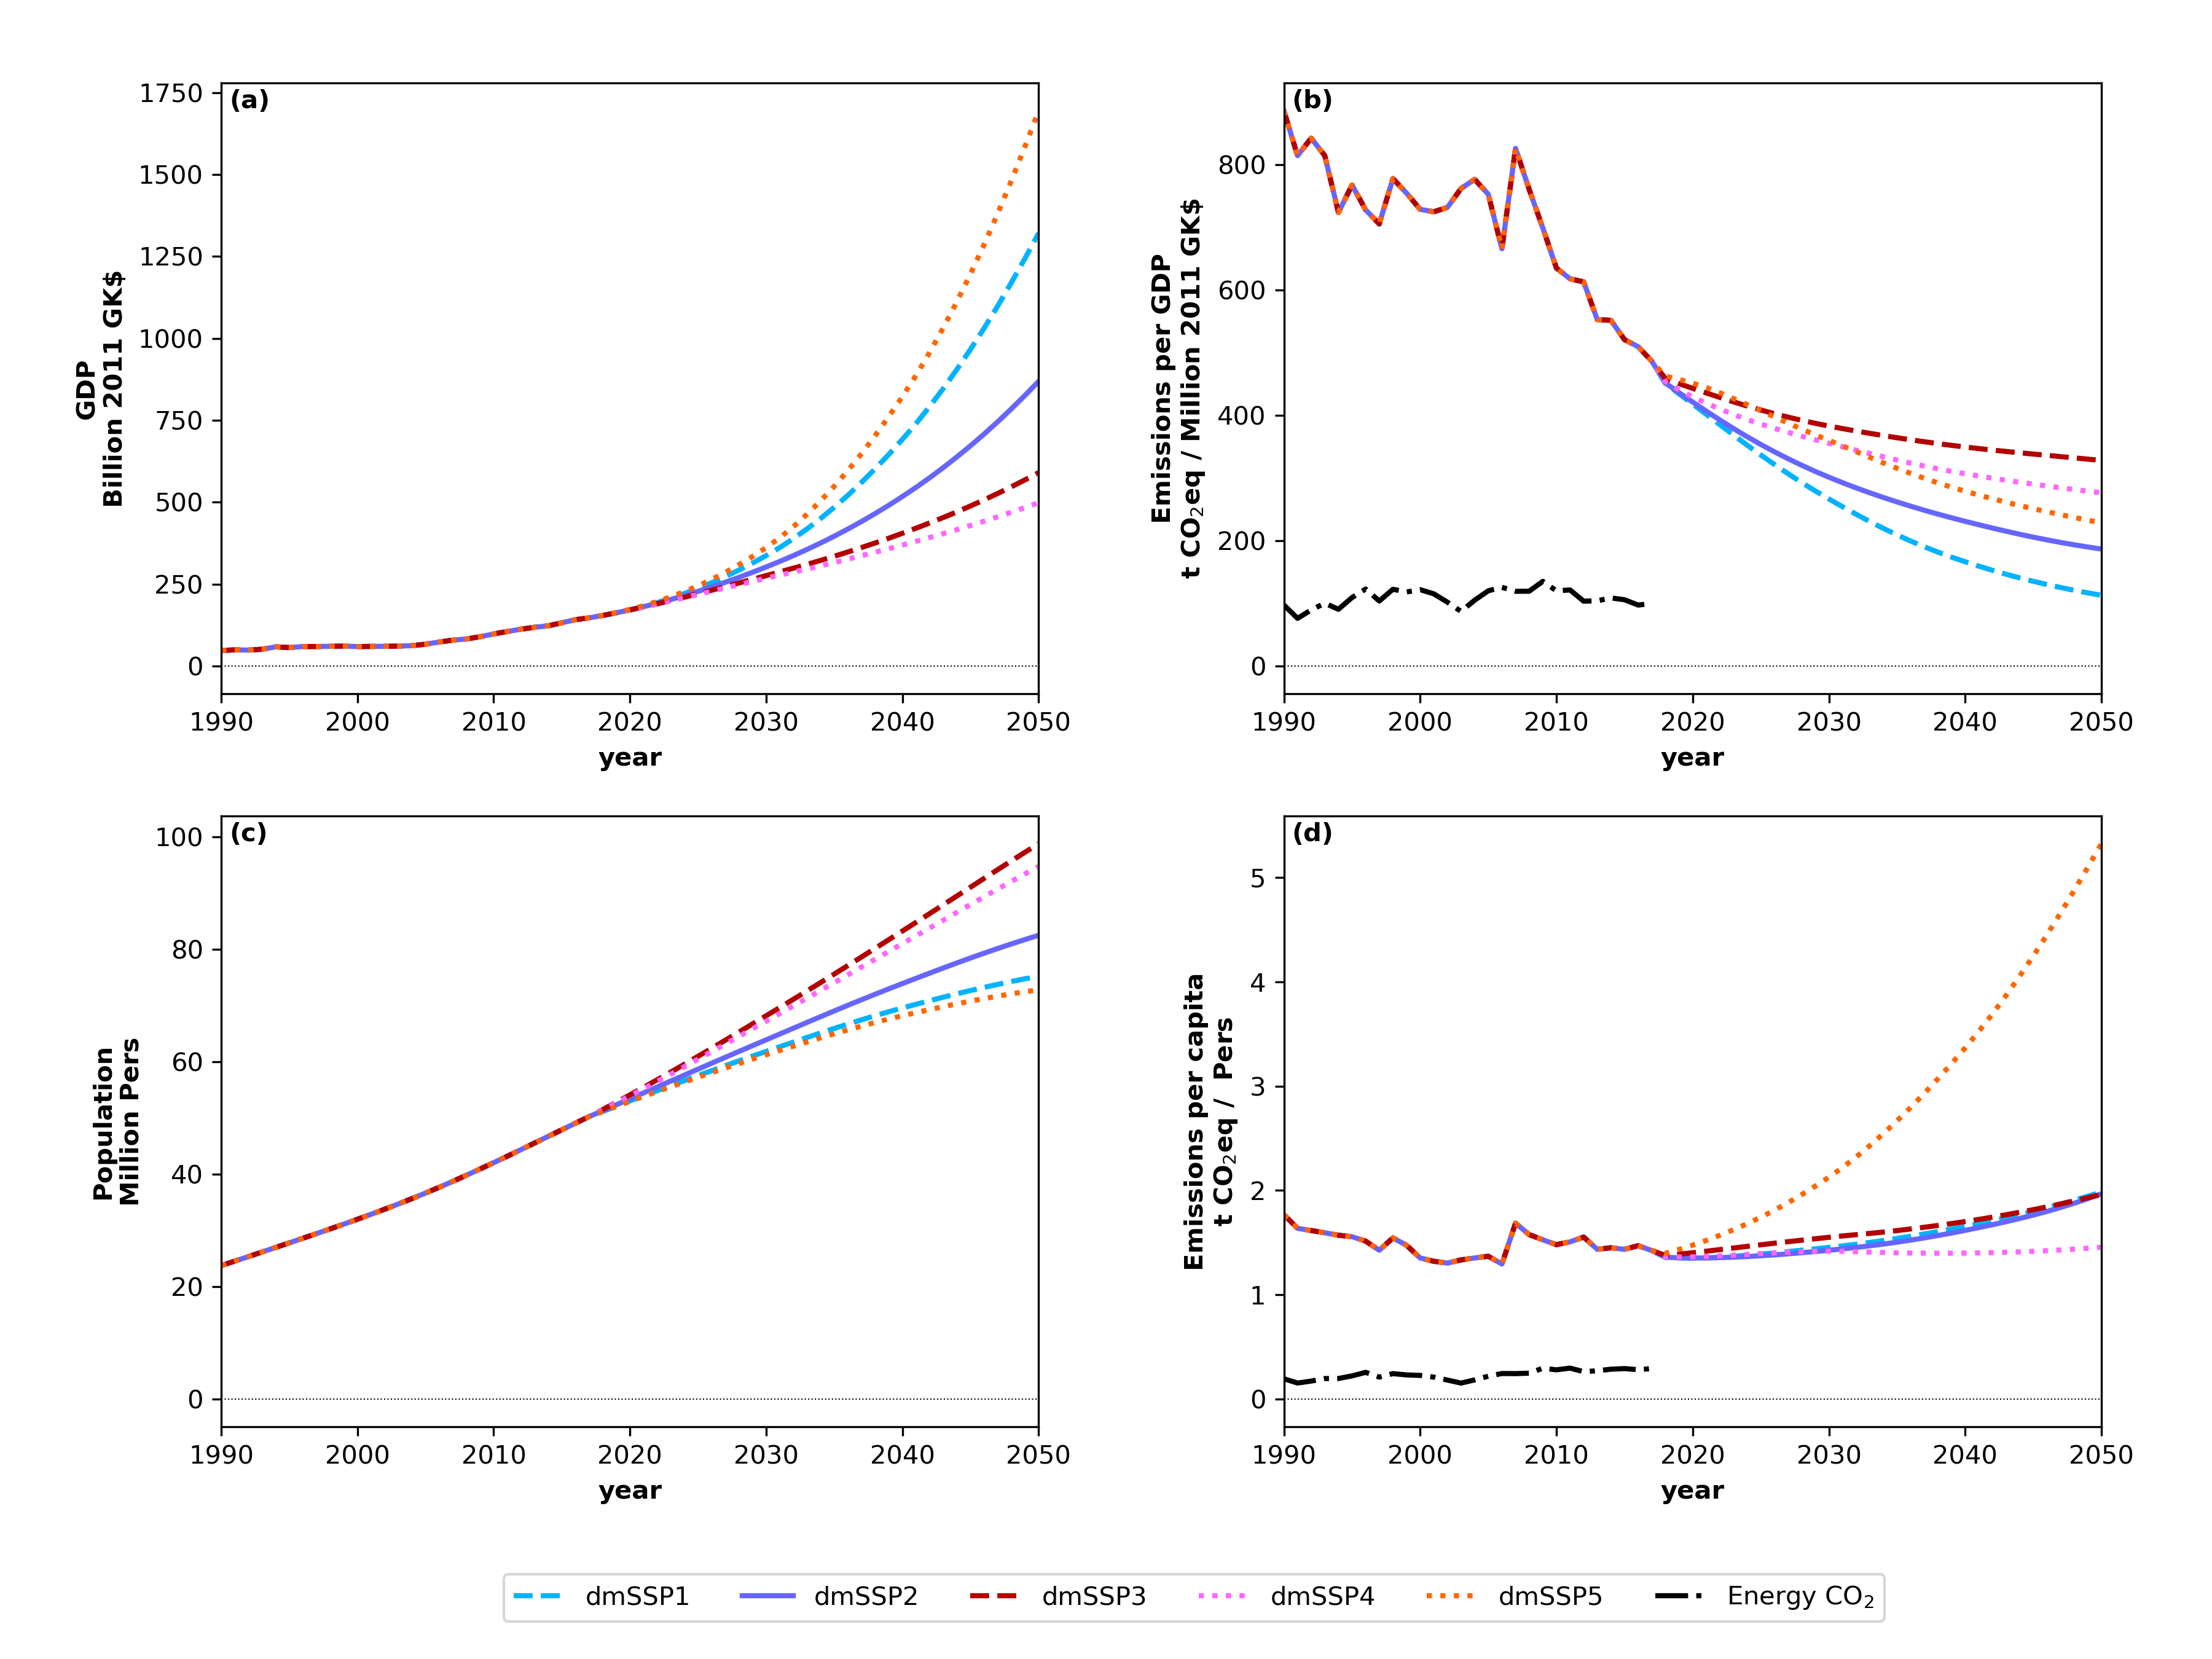 (a)
GDP
Billion 2011 GK$
1750
1500
1250
1000
750
500
250
0
1990 2000 2010 2020 2030 2040 2050
year
(b)
Emissions per GDP
t CO₂eq / Million 2011 GK$
800
600
400
200
0
1990 2000 2010 2020 2030 2040 2050
year
(c)
Population
Million Pers
100
80
60
40
20
0
1990 2000 2010 2020 2030 2040 2050
year
(d)
Emissions per capita
t CO₂eq / Pers
5
4
3
2
1
0
1990 2000 2010 2020 2030 2040 2050
year
dmSSP1 dmSSP2 dmSSP3 dmSSP4 dmSSP5 Energy CO₂